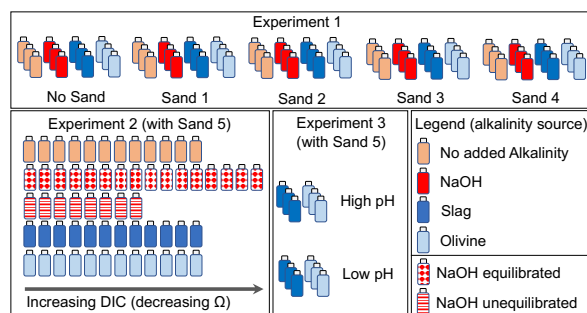 Experiment 1
No Sand
Sand 1
Sand 2
Sand 3
Sand 4
Experiment 2 (with Sand 5)
Increasing DIC (decreasing Ω)
Experiment 3
(with Sand 5)
High pH
Low pH
Legend (alkalinity source)
No added Alkalinity
NaOH
Slag
Olivine
NaOH equilibrated
NaOH unequilibrated